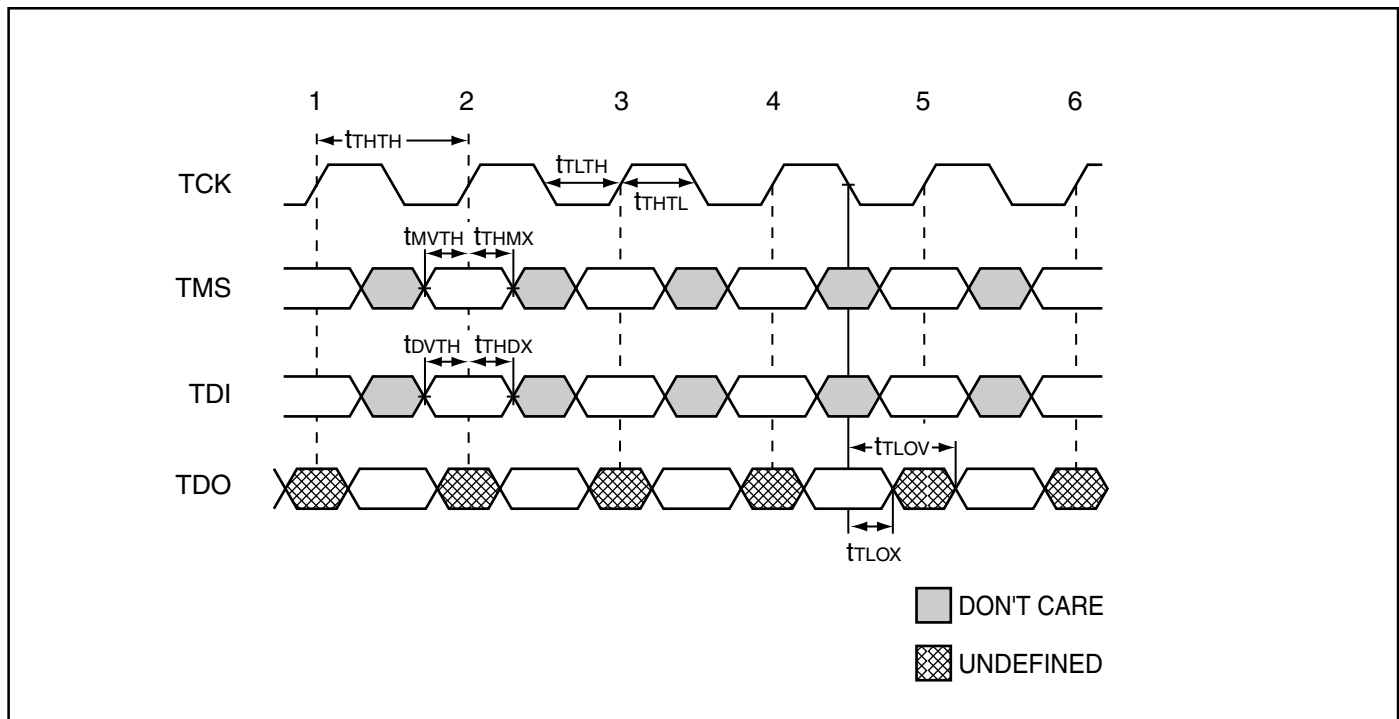 1 2 3 4 5 6
tTHTH
tTLTH
TCK
tTHTL
tMVTH tTHMX
TMS
tDVTH tTHDX
TDI
tTLOV
TDO
tTLOX
DON'T CARE
UNDEFINED